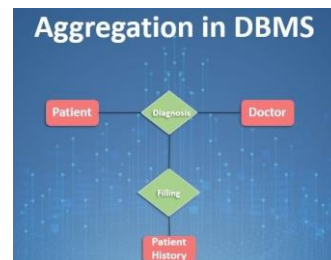 Aggregation in DBMS
Patient
Diagnosis
Doctor
Filling
Patient
History